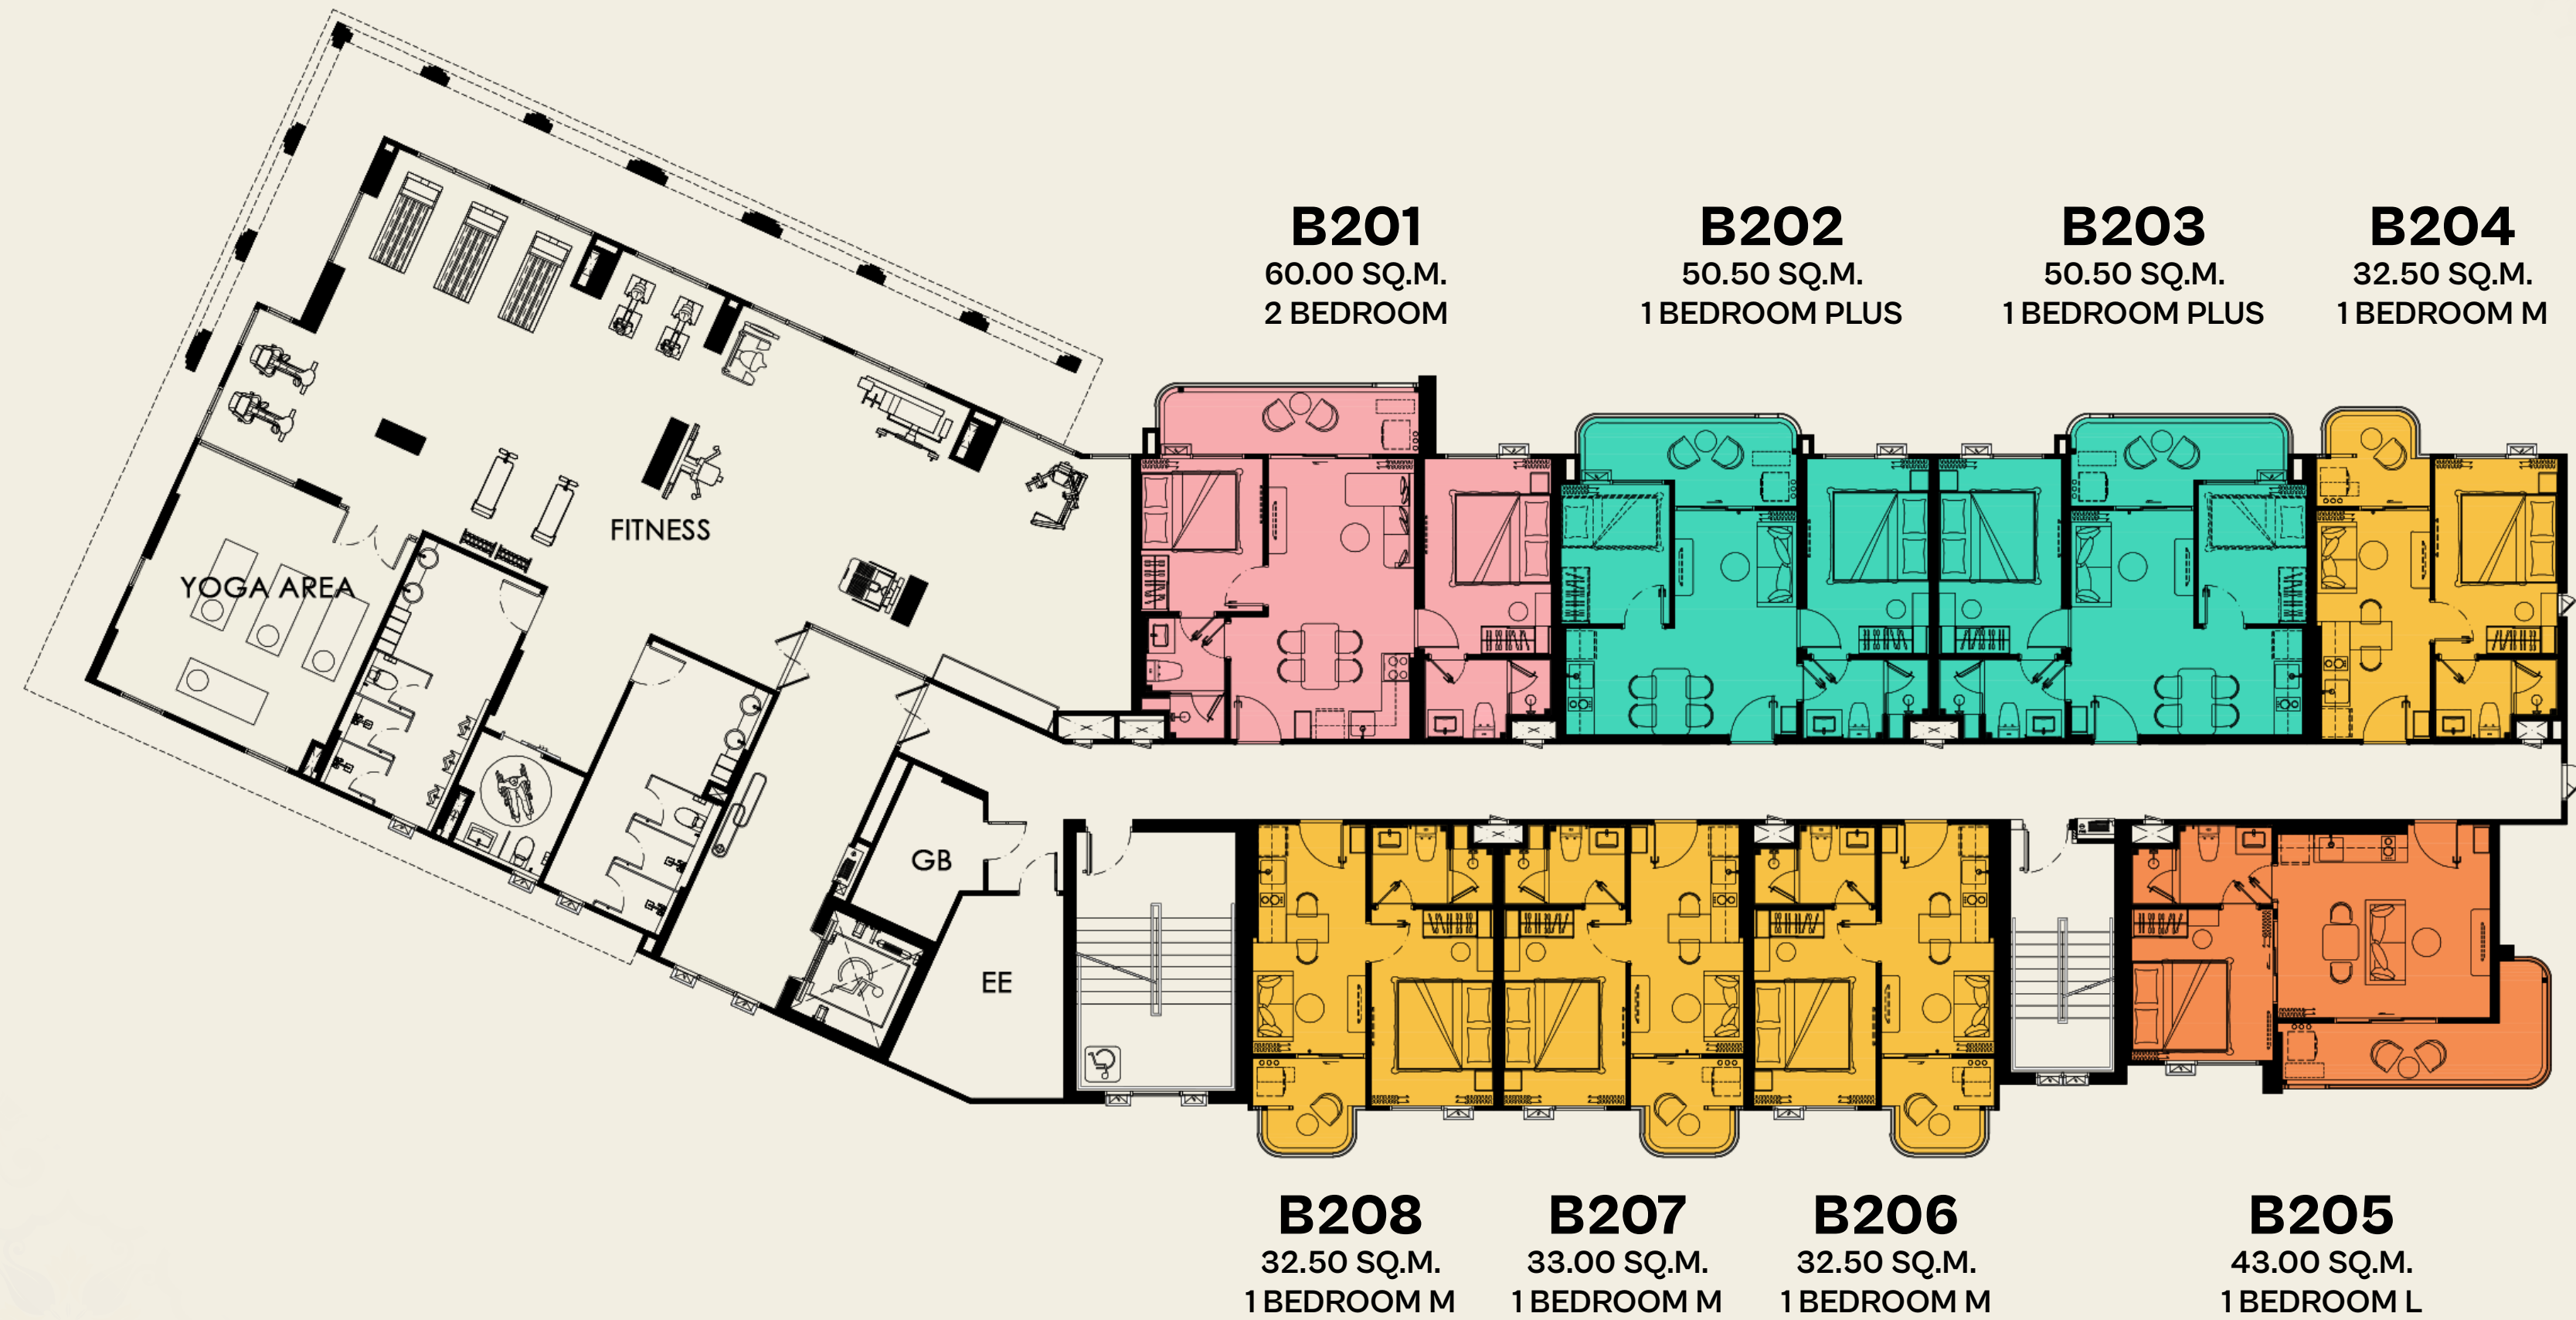 B201
60.00 SQ.M.
2 BEDROOM
B202
50.50 SQ.M.
1 BEDROOM PLUS
B203
50.50 SQ.M.
1 BEDROOM PLUS
B204
32.50 SQ.M.
1 BEDROOM M
FITNESS
YOGA AREA
GB
EE
B208
32.50 SQ.M.
1 BEDROOM M
B207
33.00 SQ.M.
1 BEDROOM M
B206
32.50 SQ.M.
1 BEDROOM M
B205
43.00 SQ.M.
1 BEDROOM L